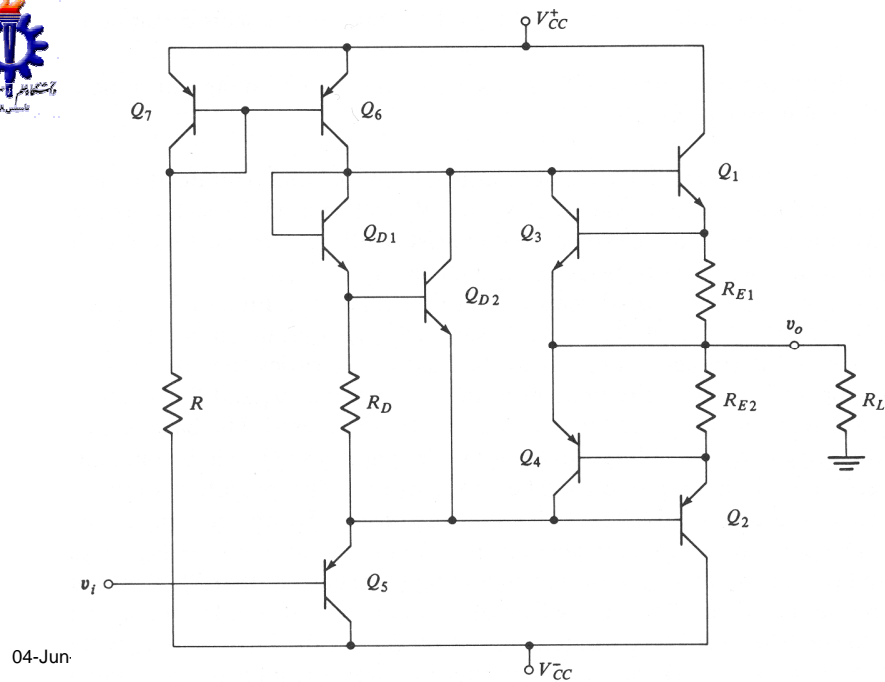 V⁺CC
Q7
Q6
Q1
QD1
Q3
QD2
RE1
vo
R
RD
RE2
RL
Q4
Q2
vi
Q5
04-Jun-
V⁻CC